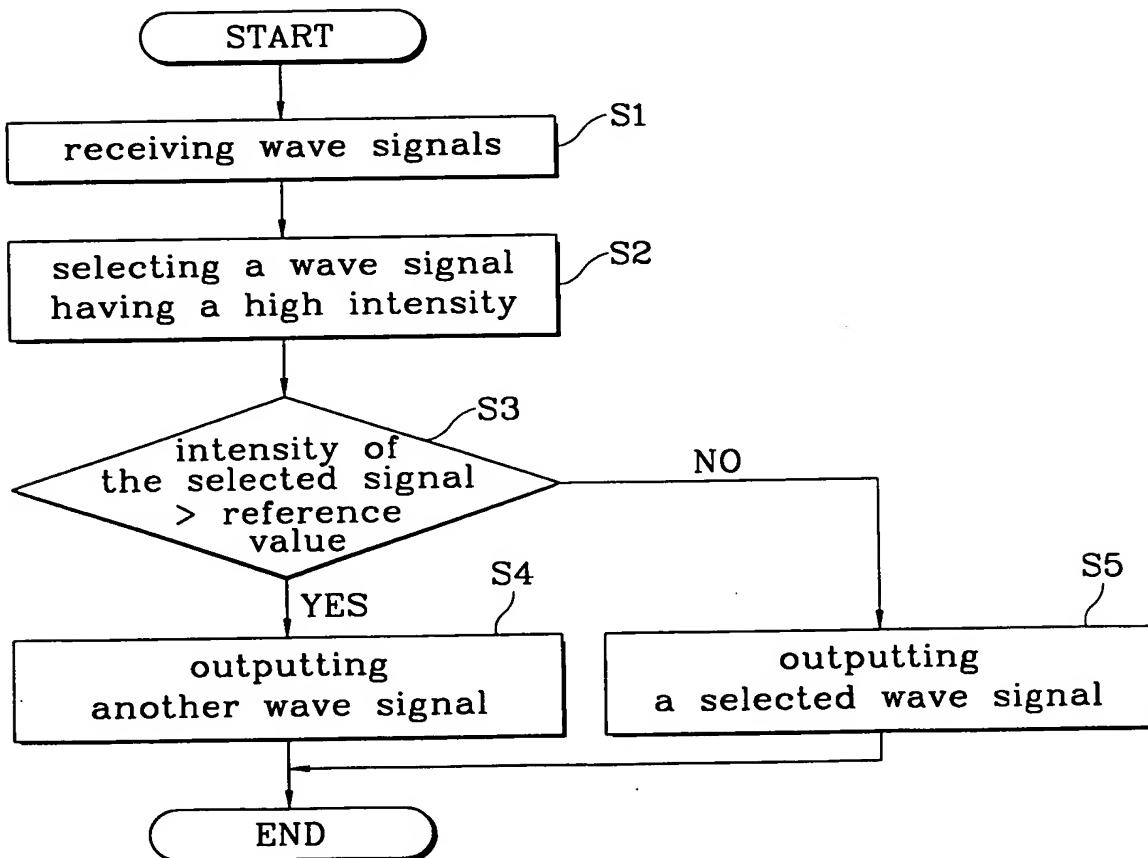 START
S1
receiving wave signals
S2
selecting a wave signal
having a high intensity
S3
intensity of
the selected signal
> reference
value
NO
YES
S4
outputting
another wave signal
S5
outputting
a selected wave signal
END